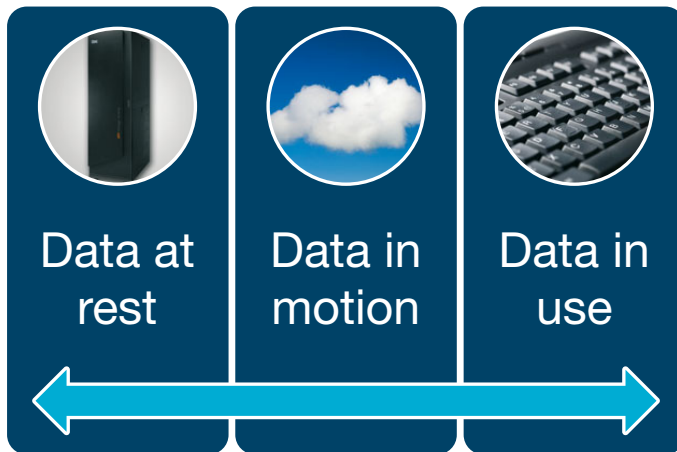 Data at
rest
Data in
motion
Data in
use